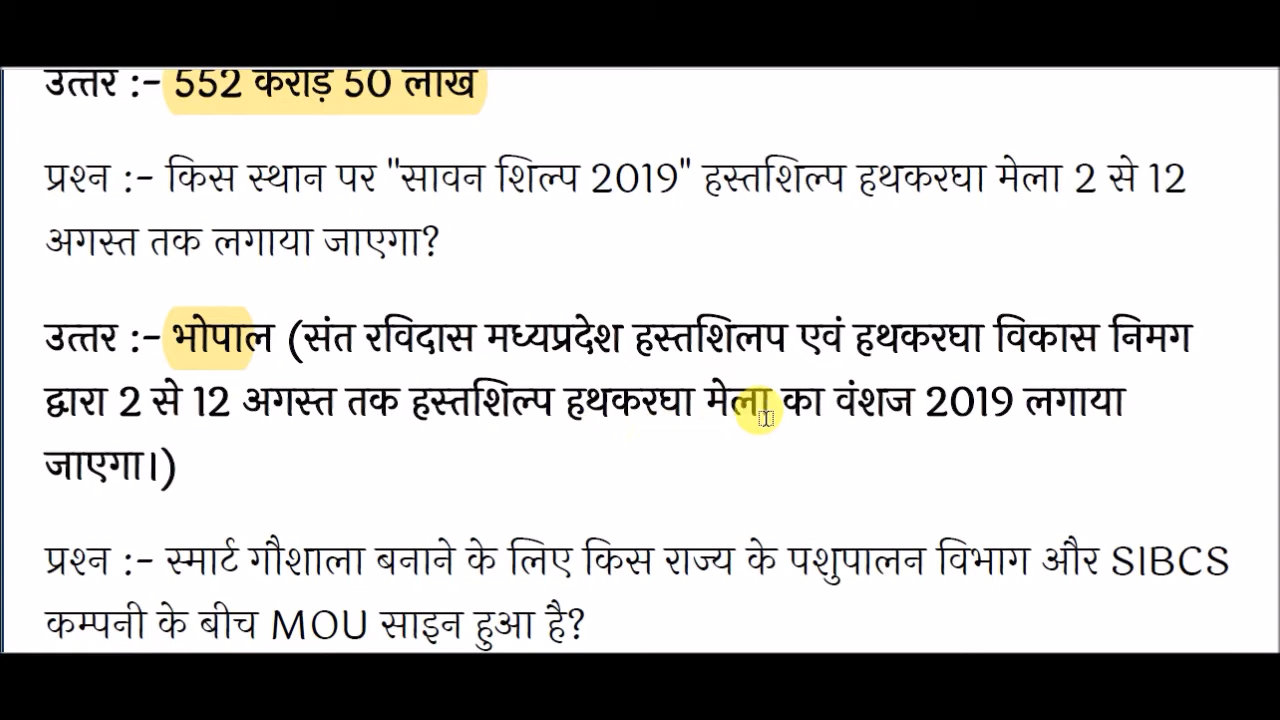 उत्तर :- 552 करोड़ 50 लाख
प्रश्न :- किस स्थान पर "सावन शिल्प 2019" हस्तशिल्प हथकरघा मेला 2 से 12
अगस्त तक लगाया जाएगा?
उत्तर :- भोपाल (संत रविदास मध्यप्रदेश हस्तशिलप एवं हथकरघा विकास निमग
द्वारा 2 से 12 अगस्त तक हस्तशिल्प हथकरघा मेला का वंशज 2019 लगाया
जाएगा।)
प्रश्न :- स्मार्ट गौशाला बनाने के लिए किस राज्य के पशुपालन विभाग और SIBCS
कम्पनी के बीच MOU साइन हुआ है?